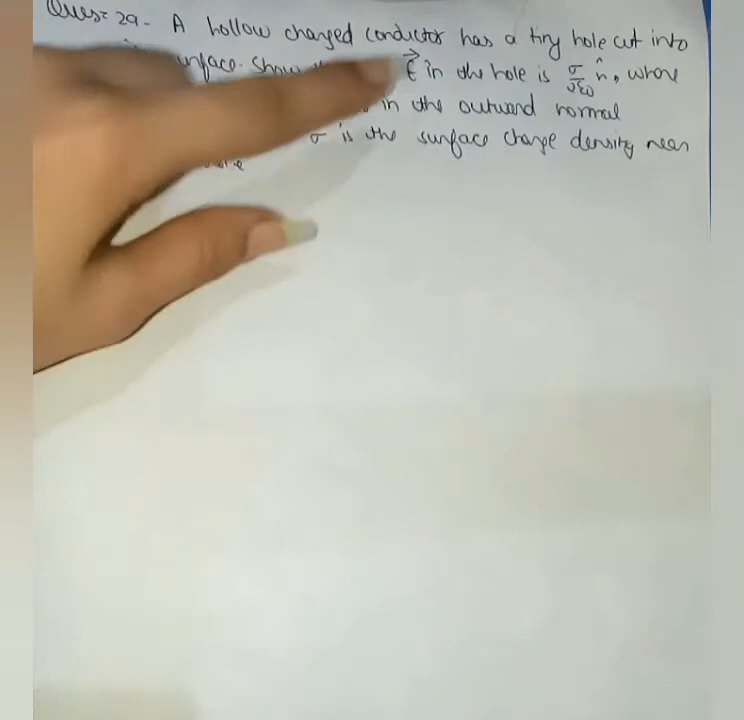 Ques= 29- A hollow charged conductor has a tiny hole cut into
surface. Show E⃗ in the hole is σ/2ε0 n̂, where
in the outward normal
σ is the surface charge density near